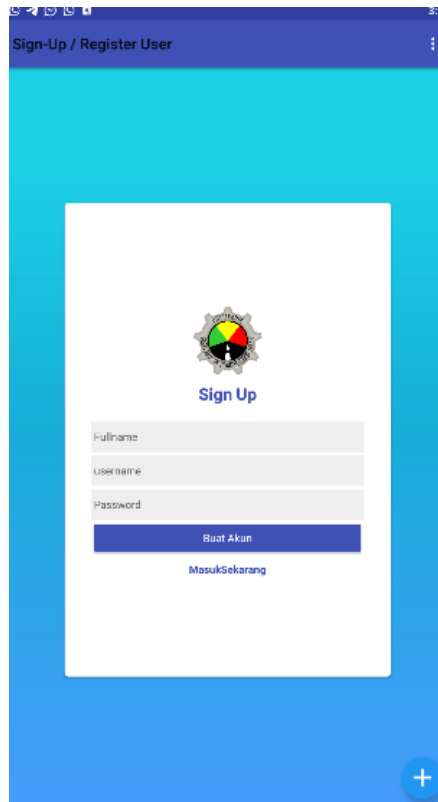 Sign-Up / Register User
Sign Up
Fullname
username
Password
Buat Akun
MasukSekarang